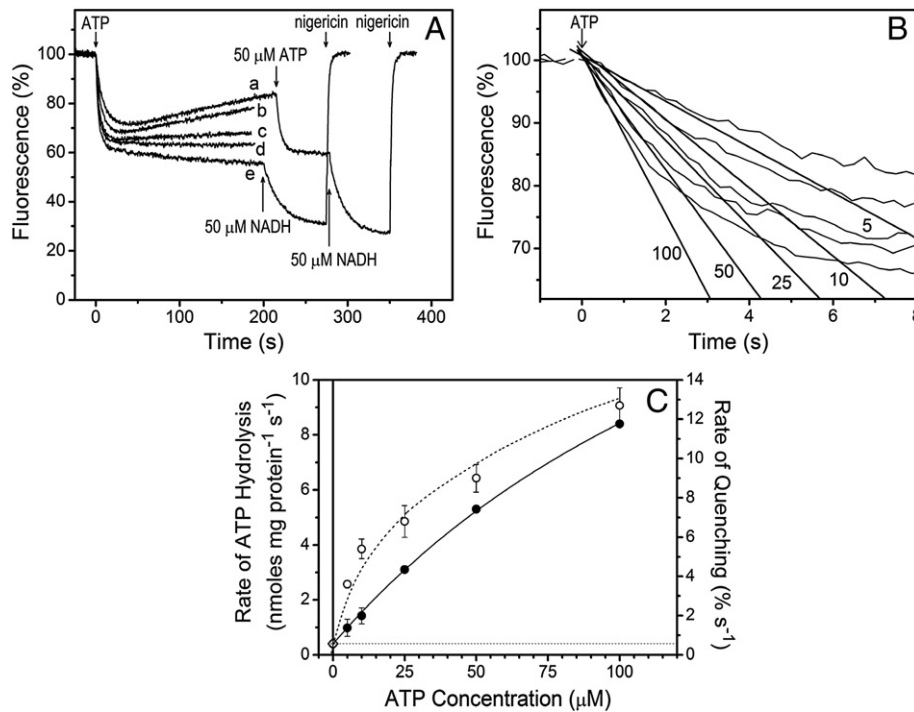 A
ATP
nigericin nigericin
50 μM ATP
a
b
c
d
e
50 μM NADH
50 μM NADH
100
80
60
40
20
0
0 100 200 300 400
Fluorescence (%)
Time (s)
B
ATP
100
90
80
70
5
10
25
50
100
0 2 4 6 8
Fluorescence (%)
Time (s)
C
10
8
6
4
2
0
14
12
10
8
6
4
2
0
0 25 50 75 100
Rate of ATP Hydrolysis
(nmoles mg protein⁻¹ s⁻¹)
Rate of Quenching
(% s⁻¹)
ATP Concentration (μM)